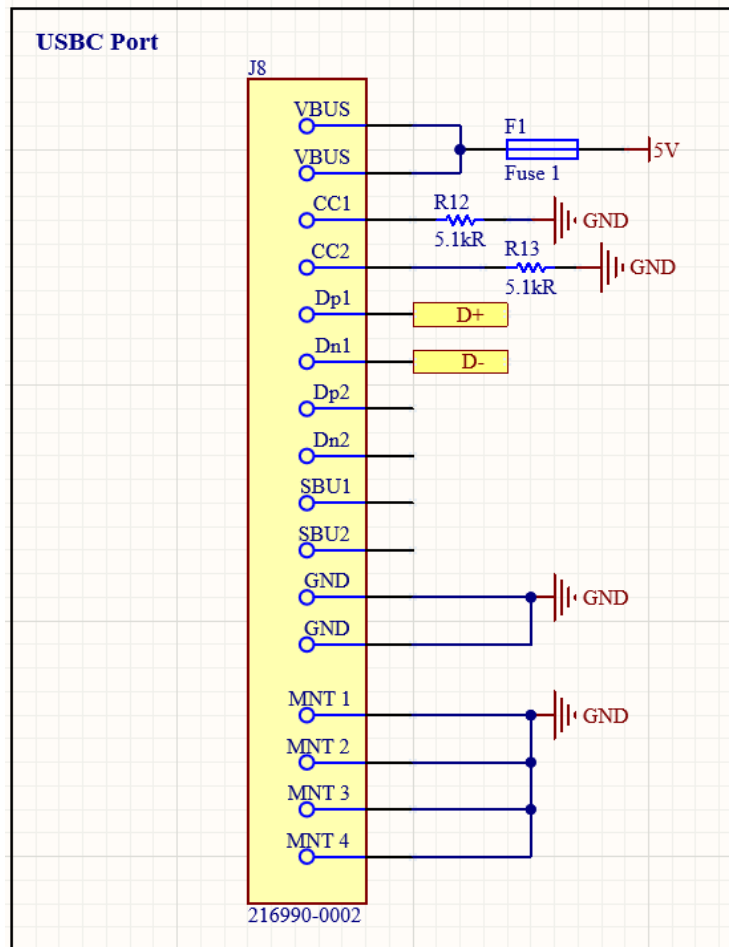 USBC Port
J8
VBUS
F1
5V
VBUS
Fuse 1
CC1
R12
GND
5.1kR
CC2
R13
GND
5.1kR
Dp1
D+
Dn1
D-
Dp2
Dn2
SBU1
SBU2
GND
GND
GND
MNT 1
GND
MNT 2
MNT 3
MNT 4
216990-0002